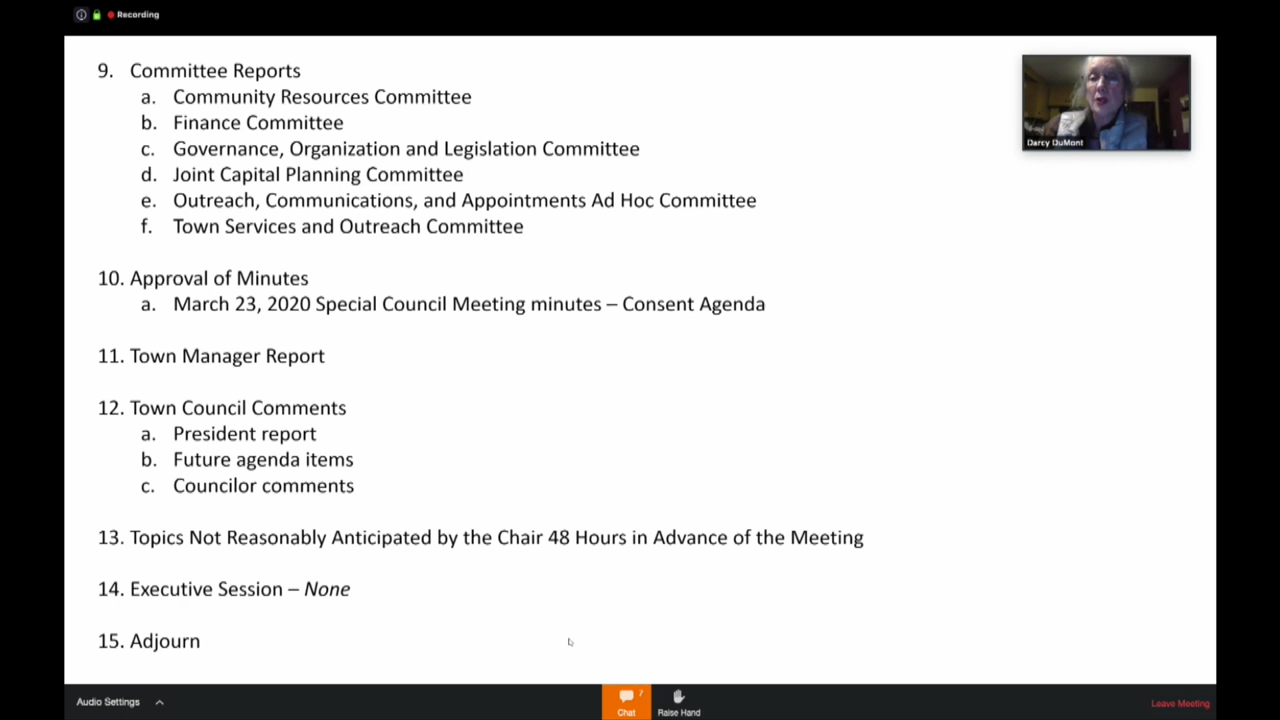 Recording
9. Committee Reports
a. Community Resources Committee
b. Finance Committee
c. Governance, Organization and Legislation Committee
d. Joint Capital Planning Committee
e. Outreach, Communications, and Appointments Ad Hoc Committee
f. Town Services and Outreach Committee
Darcy DuMont
10. Approval of Minutes
a. March 23, 2020 Special Council Meeting minutes – Consent Agenda
11. Town Manager Report
12. Town Council Comments
a. President report
b. Future agenda items
c. Councilor comments
13. Topics Not Reasonably Anticipated by the Chair 48 Hours in Advance of the Meeting
14. Executive Session – None
15. Adjourn
Audio Settings
7
Chat
Raise Hand
Leave Meeting